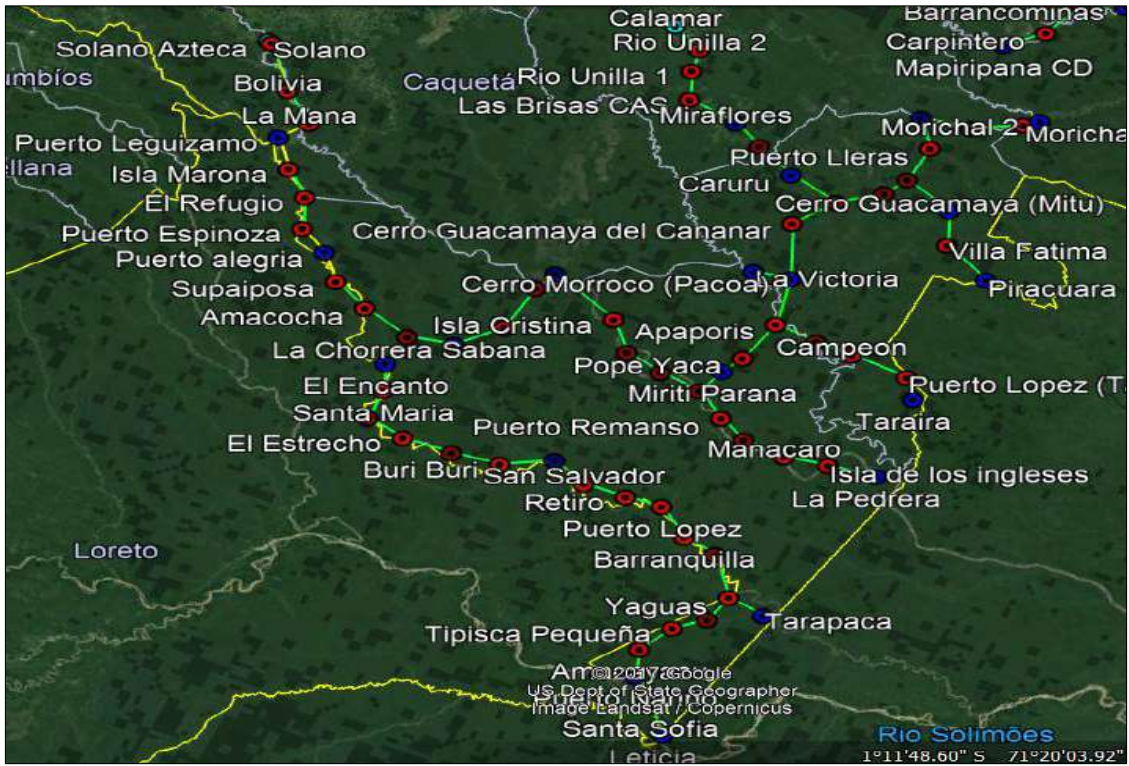 Calamar
Barrancominas
Solano Azteca
Solano
Rio Unilla 2
Carpintero
umbíos
Bolivia
Caquetá
Rio Unilla 1
Mapiripana CD
La Mana
Las Brisas CAS
Miraflores
Morichal 2
Moricha
Puerto Leguizamo
ellana
Isla Marona
Puerto Lleras
Caruru
El Refugio
Cerro Guacamaya (Mitu)
Puerto Espinoza
Cerro Guacamaya del Cananar
Puerto alegria
Villa Fatima
Supaiposa
Cerro Morroco (Pacoa)
La Victoria
Piracuara
Amacocha
Isla Cristina
Apaporis
La Chorrera Sabana
Campeon
Pope Yaca
El Encanto
Miriti Parana
Puerto Lopez (T
Santa Maria
Puerto Remanso
Taraira
El Estrecho
Manacaro
Buri Buri
San Salvador
Isla de los ingleses
Retiro
La Pedrera
Puerto Lopez
Loreto
Barranquilla
Yaguas
Tarapaca
Tipisca Pequeña
©2017 Google
US Dept of State Geographer
Puerto Nariño
Image Landsat / Copernicus
Santa Sofia
Rio Solimões
Leticia
1°11'48.60" S 71°20'03.92"